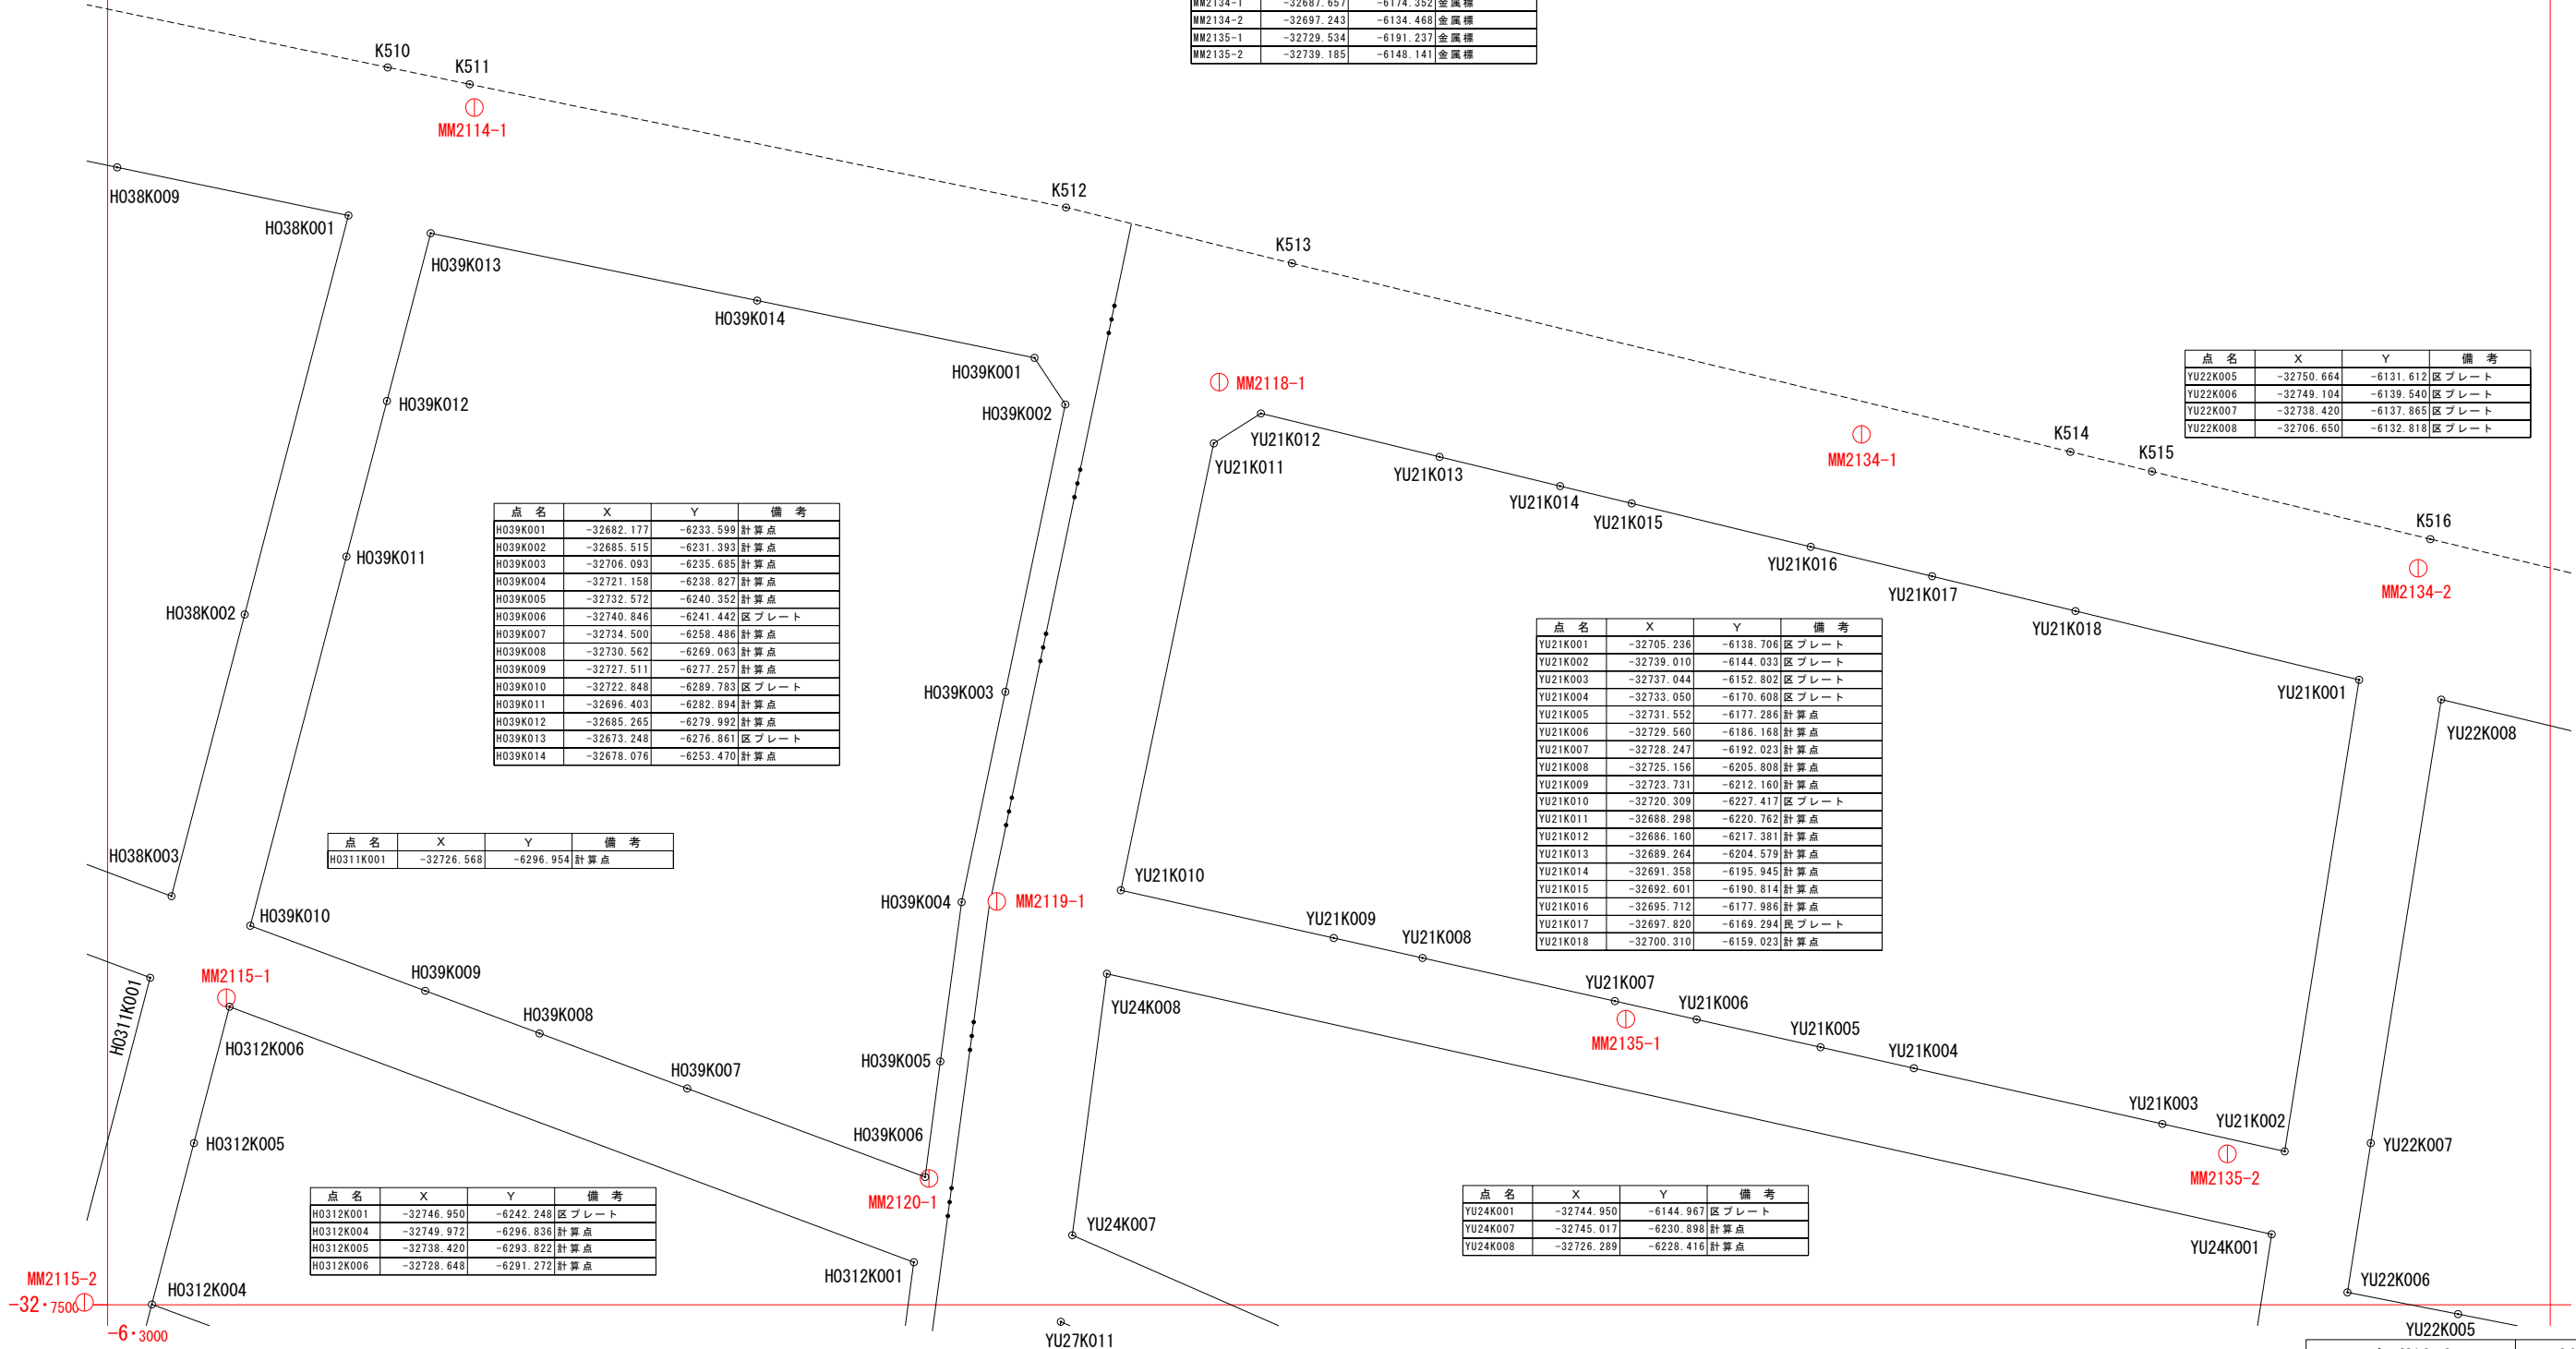 MM2134-1 -32687.657 -6174.352 金属標
MM2134-2 -32697.243 -6134.468 金属標
MM2135-1 -32729.534 -6191.237 金属標
MM2135-2 -32739.185 -6148.141 金属標
K510
K511
MM2114-1
H038K009
H038K001
K512
K513
H039K013
H039K014
H039K001
H039K002
H039K012
MM2118-1
YU21K012
YU21K011
YU21K013
YU21K014
YU21K015
MM2134-1
K514
K515
K516
MM2134-2
点名 X Y 備考
YU22K005 -32750.664 -6131.612 区プレート
YU22K006 -32749.104 -6139.540 区プレート
YU22K007 -32738.420 -6137.865 区プレート
YU22K008 -32706.650 -6132.818 区プレート
点名 X Y 備考
H039K001 -32682.177 -6233.599 計算点
H039K002 -32685.515 -6231.393 計算点
H039K003 -32706.093 -6235.685 計算点
H039K004 -32721.158 -6238.827 計算点
H039K005 -32732.572 -6240.352 計算点
H039K006 -32740.846 -6241.442 区プレート
H039K007 -32734.500 -6258.486 計算点
H039K008 -32730.562 -6269.063 計算点
H039K009 -32727.511 -6277.257 計算点
H039K010 -32722.848 -6289.783 区プレート
H039K011 -32696.403 -6282.894 計算点
H039K012 -32685.265 -6279.992 計算点
H039K013 -32673.248 -6276.861 区プレート
H039K014 -32678.076 -6253.470 計算点
H039K011
H038K002
YU21K016
YU21K017
YU21K018
点名 X Y 備考
YU21K001 -32705.236 -6138.706 区プレート
YU21K002 -32739.010 -6144.033 区プレート
YU21K003 -32737.044 -6152.802 区プレート
YU21K004 -32733.050 -6170.608 区プレート
YU21K005 -32731.552 -6177.286 計算点
YU21K006 -32729.560 -6186.168 計算点
YU21K007 -32728.247 -6192.023 計算点
YU21K008 -32725.156 -6205.808 計算点
YU21K009 -32723.731 -6212.160 計算点
YU21K010 -32720.309 -6227.417 区プレート
YU21K011 -32688.298 -6220.762 計算点
YU21K012 -32686.160 -6217.381 計算点
YU21K013 -32689.264 -6204.579 計算点
YU21K014 -32691.358 -6195.945 計算点
YU21K015 -32692.601 -6190.814 計算点
YU21K016 -32695.712 -6177.986 計算点
YU21K017 -32697.820 -6169.294 民プレート
YU21K018 -32700.310 -6159.023 計算点
H039K003
YU21K001
YU22K008
点名 X Y 備考
H0311K001 -32726.568 -6296.954 計算点
H038K003
H039K010
H039K004
MM2119-1
YU21K010
YU21K009
YU21K008
MM2115-1
H0311K001
H039K009
H039K008
H0312K006
H039K007
H039K005
YU24K008
YU21K007
YU21K006
MM2135-1
YU21K005
YU21K004
YU21K003
YU21K002
H0312K005
H039K006
MM2120-1
YU22K007
MM2135-2
点名 X Y 備考
H0312K001 -32746.950 -6242.248 区プレート
H0312K004 -32749.972 -6296.836 計算点
H0312K005 -32738.420 -6293.822 計算点
H0312K006 -32728.648 -6291.272 計算点
点名 X Y 備考
YU24K001 -32744.950 -6144.967 区プレート
YU24K007 -32745.017 -6230.898 計算点
YU24K008 -32726.289 -6228.416 計算点
YU24K007
YU24K001
H0312K001
MM2115-2
H0312K004
-32・7500
-6・3000
YU22K006
YU22K005
YU27K011